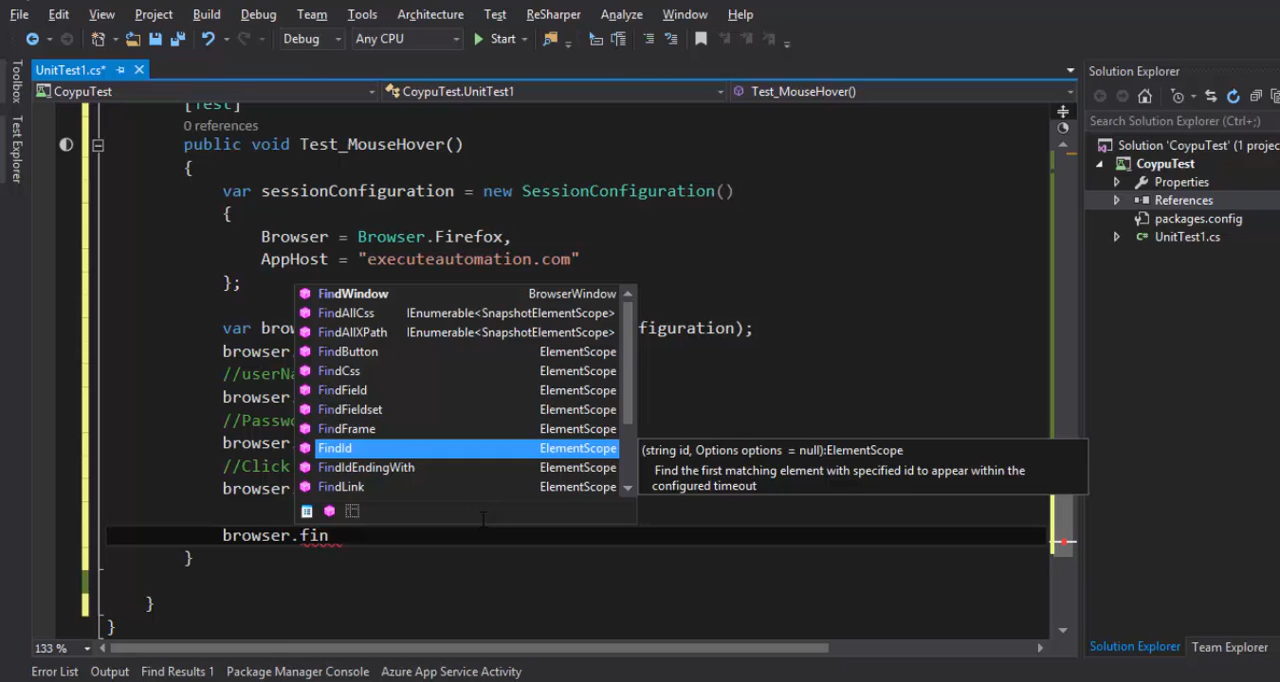 File Edit View Project Build Debug Team Tools Architecture Test ReSharper Analyze Window Help
Debug Any CPU Start
UnitTest1.cs*
CoypuTest CoypuTest.UnitTest1 Test_MouseHover()
Toolbox
Test Explorer
[Test]
0 references
public void Test_MouseHover()
{
var sessionConfiguration = new SessionConfiguration()
{
Browser = Browser.Firefox,
AppHost = "executeautomation.com"
};
var bro figuration);
browser.
//userNa
browser.
//Passwo
browser.
//Click
browser.
browser.fin
}
}
}
FindWindow BrowserWindow
FindAllCss IEnumerable<SnapshotElementScope>
FindAllXPath IEnumerable<SnapshotElementScope>
FindButton ElementScope
FindCss ElementScope
FindField ElementScope
FindFieldset ElementScope
FindFrame ElementScope
FindId ElementScope
FindIdEndingWith ElementScope
FindLink ElementScope
(string id, Options options = null):ElementScope
Find the first matching element with specified id to appear within the
configured timeout
133 %
Solution Explorer
Search Solution Explorer (Ctrl+;)
Solution 'CoypuTest' (1 projec
CoypuTest
Properties
References
packages.config
UnitTest1.cs
Solution Explorer Team Explorer
Error List Output Find Results 1 Package Manager Console Azure App Service Activity